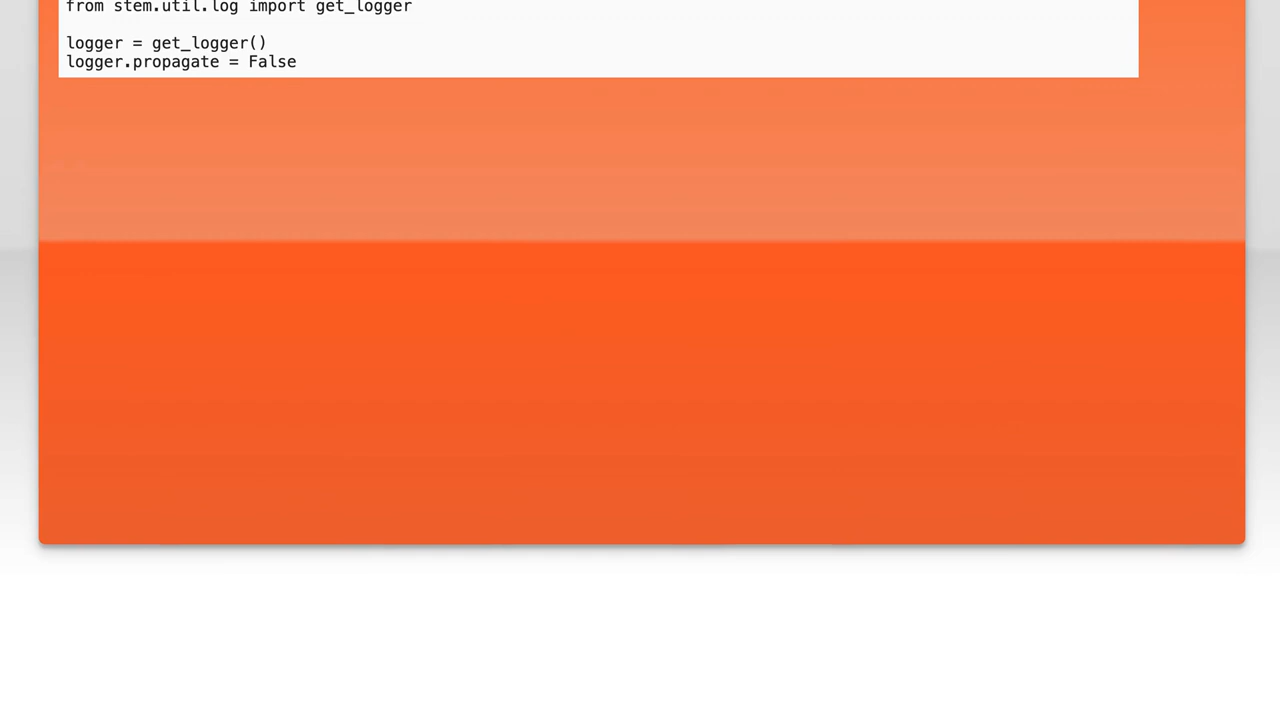 from stem.util.log import get_logger
logger = get_logger()
logger.propagate = False